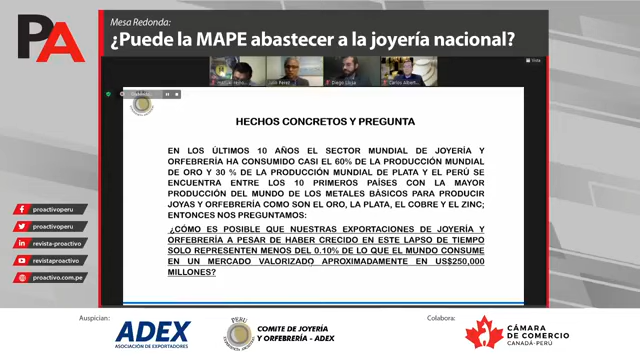 PA
Mesa Redonda:
¿Puede la MAPE abastecer a la joyería nacional?
Vista
Luis Perez
Diego Llosa
HECHOS CONCRETOS Y PREGUNTA
EN LOS ÚLTIMOS 10 AÑOS EL SECTOR MUNDIAL DE JOYERÍA Y
ORFEBRERÍA HA CONSUMIDO CASI EL 60% DE LA PRODUCCIÓN MUNDIAL
DE ORO Y 30 % DE LA PRODUCCIÓN MUNDIAL DE PLATA Y EL PERÚ SE
ENCUENTRA ENTRE LOS 10 PRIMEROS PAÍSES CON LA MAYOR
PRODUCCIÓN DEL MUNDO DE LOS METALES BÁSICOS PARA PRODUCIR
JOYAS Y ORFEBRERÍA COMO SON EL ORO, LA PLATA, EL COBRE Y EL ZINC;
ENTONCES NOS PREGUNTAMOS:
¿CÓMO ES POSIBLE QUE NUESTRAS EXPORTACIONES DE JOYERÍA Y
ORFEBRERÍA A PESAR DE HABER CRECIDO EN ESTE LAPSO DE TIEMPO
SOLO REPRESENTEN MENOS DEL 0.10% DE LO QUE EL MUNDO CONSUME
EN UN MERCADO VALORIZADO APROXIMADAMENTE EN US$250,000
MILLONES?
proactivoperu
proactivoperu
revista-proactivo
revistaproactivo
proactivo.com.pe
Auspician:
ADEX
ASOCIACIÓN DE EXPORTADORES
PERU
COMITE DE JOYERÍA
Y ORFEBRERÍA - ADEX
Colabora:
CÁMARA
DE COMERCIO
CANADÁ-PERÚ